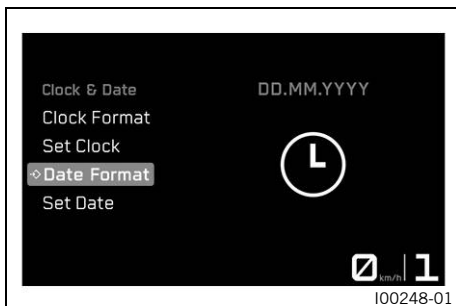 Clock & Date
DD.MM.YYYY
Clock Format
Set Clock
Date Format
Set Date
0 km/h 1
I00248-01